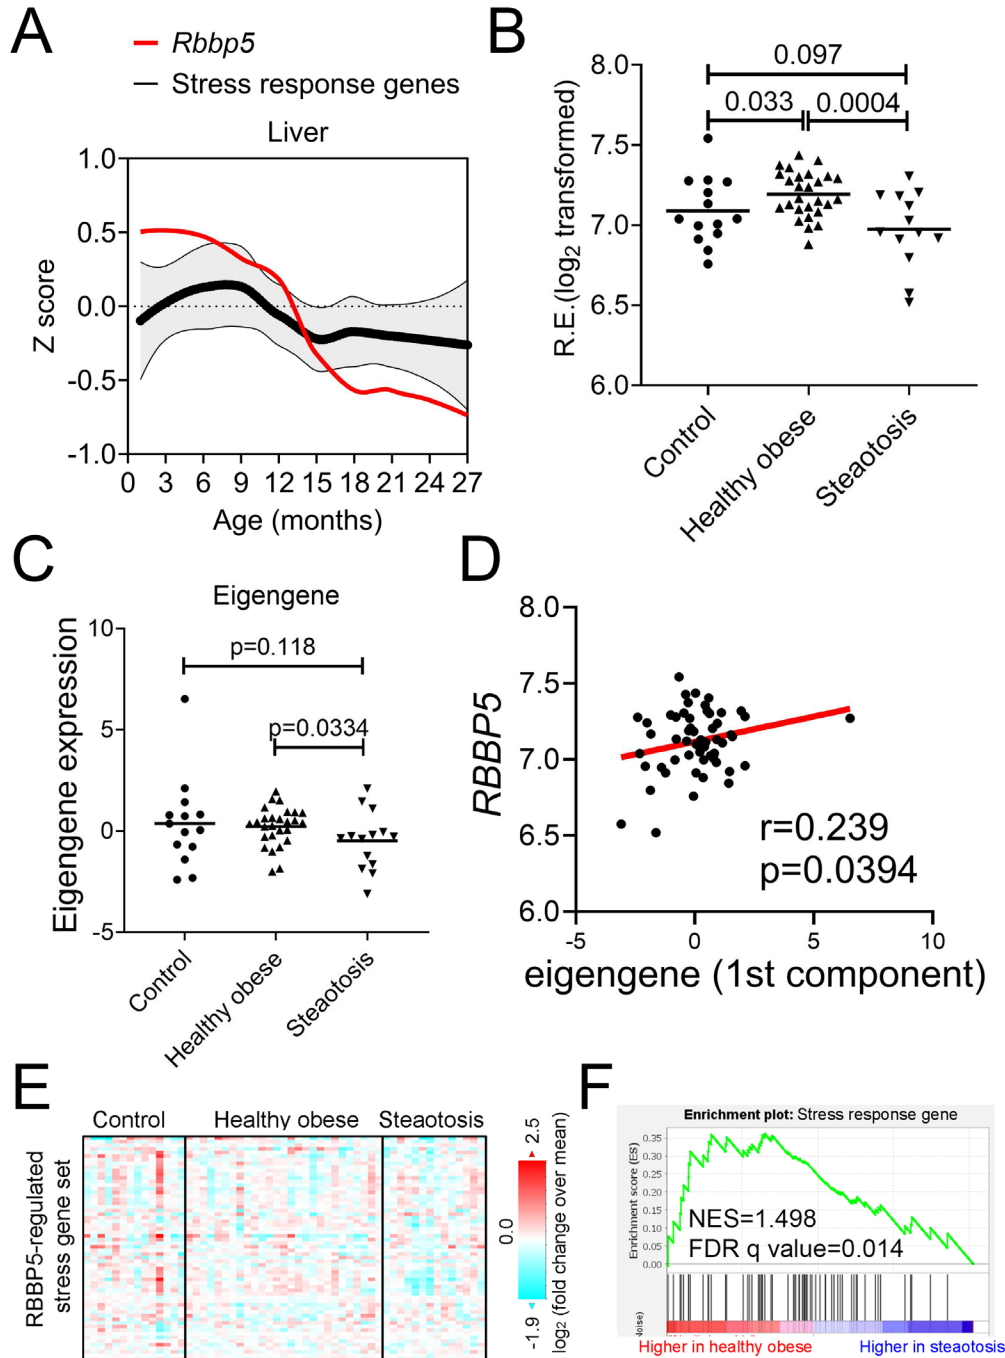 A
Rbbp5
Stress response genes
Liver
1.0
0.5
0.0
-0.5
-1.0
Z score
0 3 6 9 12 15 18 21 24 27
Age (months)
B
0.097
0.033 0.0004
8.0
7.5
7.0
6.5
6.0
R.E.(log2 transformed)
Control
Healthy obese
Steaotosis
C
Eigengene
p=0.118
p=0.0334
10
5
0
-5
Eigengene expression
Control
Healthy obese
Steaotosis
D
8.0
7.5
7.0
6.5
6.0
RBBP5
r=0.239
p=0.0394
-5 0 5 10
eigengene (1st component)
E
Control Healthy obese Steaotosis
RBBP5-regulated
stress gene set
-1.9 0.0 2.5
log2 (fold change over mean)
F
Enrichment plot: Stress response gene
Enrichment score (ES)
0.35
0.30
0.25
0.20
0.15
0.10
0.05
0.00
NES=1.498
FDR q value=0.014
Noise)
Higher in healthy obese Higher in steaotosis